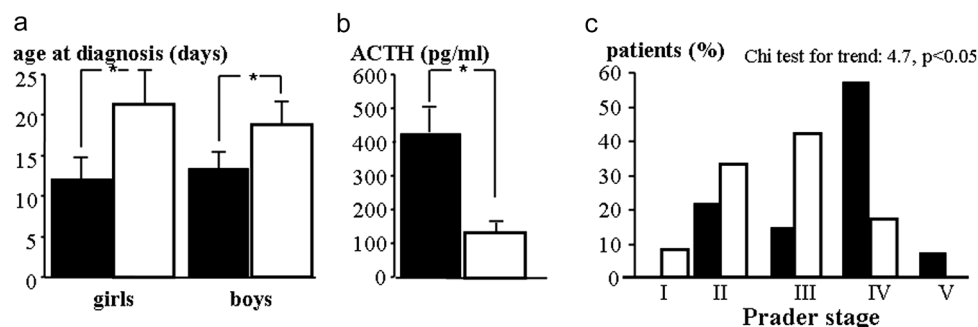 a
age at diagnosis (days)
*
*
25
20
15
10
5
0
girls
boys
b
ACTH (pg/ml)
*
600
500
400
300
200
100
0
c
patients (%)
Chi test for trend: 4.7, p<0.05
60
50
40
30
20
10
0
I II III IV V
Prader stage